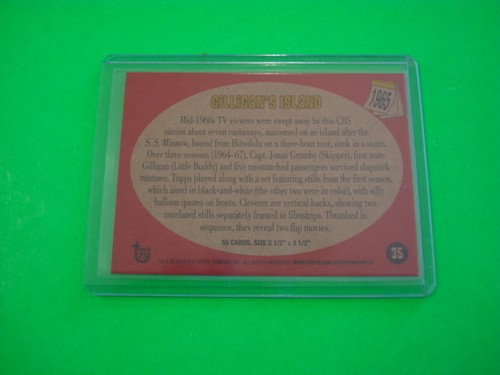 GILLIGAN'S ISLAND
1965
Mid-1960s TV viewers were swept away by this CBS
sitcom about seven castaways, marooned on an island after the
S. S. Minnow, bound from Honolulu on a three-hour tour, sunk in a storm.
Over three seasons (1964–67), Capt. Jonas Grumby (Skipper), first mate
Gilligan (Little Buddy) and five mismatched passengers survived slapstick
routines. Topps played along with a set featuring stills from the first season,
which aired in black-and-white (the other two were in color), with silly
balloon quotes on fronts. Cleverer are vertical backs, showing two
unrelated stills separately framed in filmstrips. Thumbed in
sequence, they reveal two flip movies.
55 CARDS, SIZE 2 1/2" x 3 1/2"
35